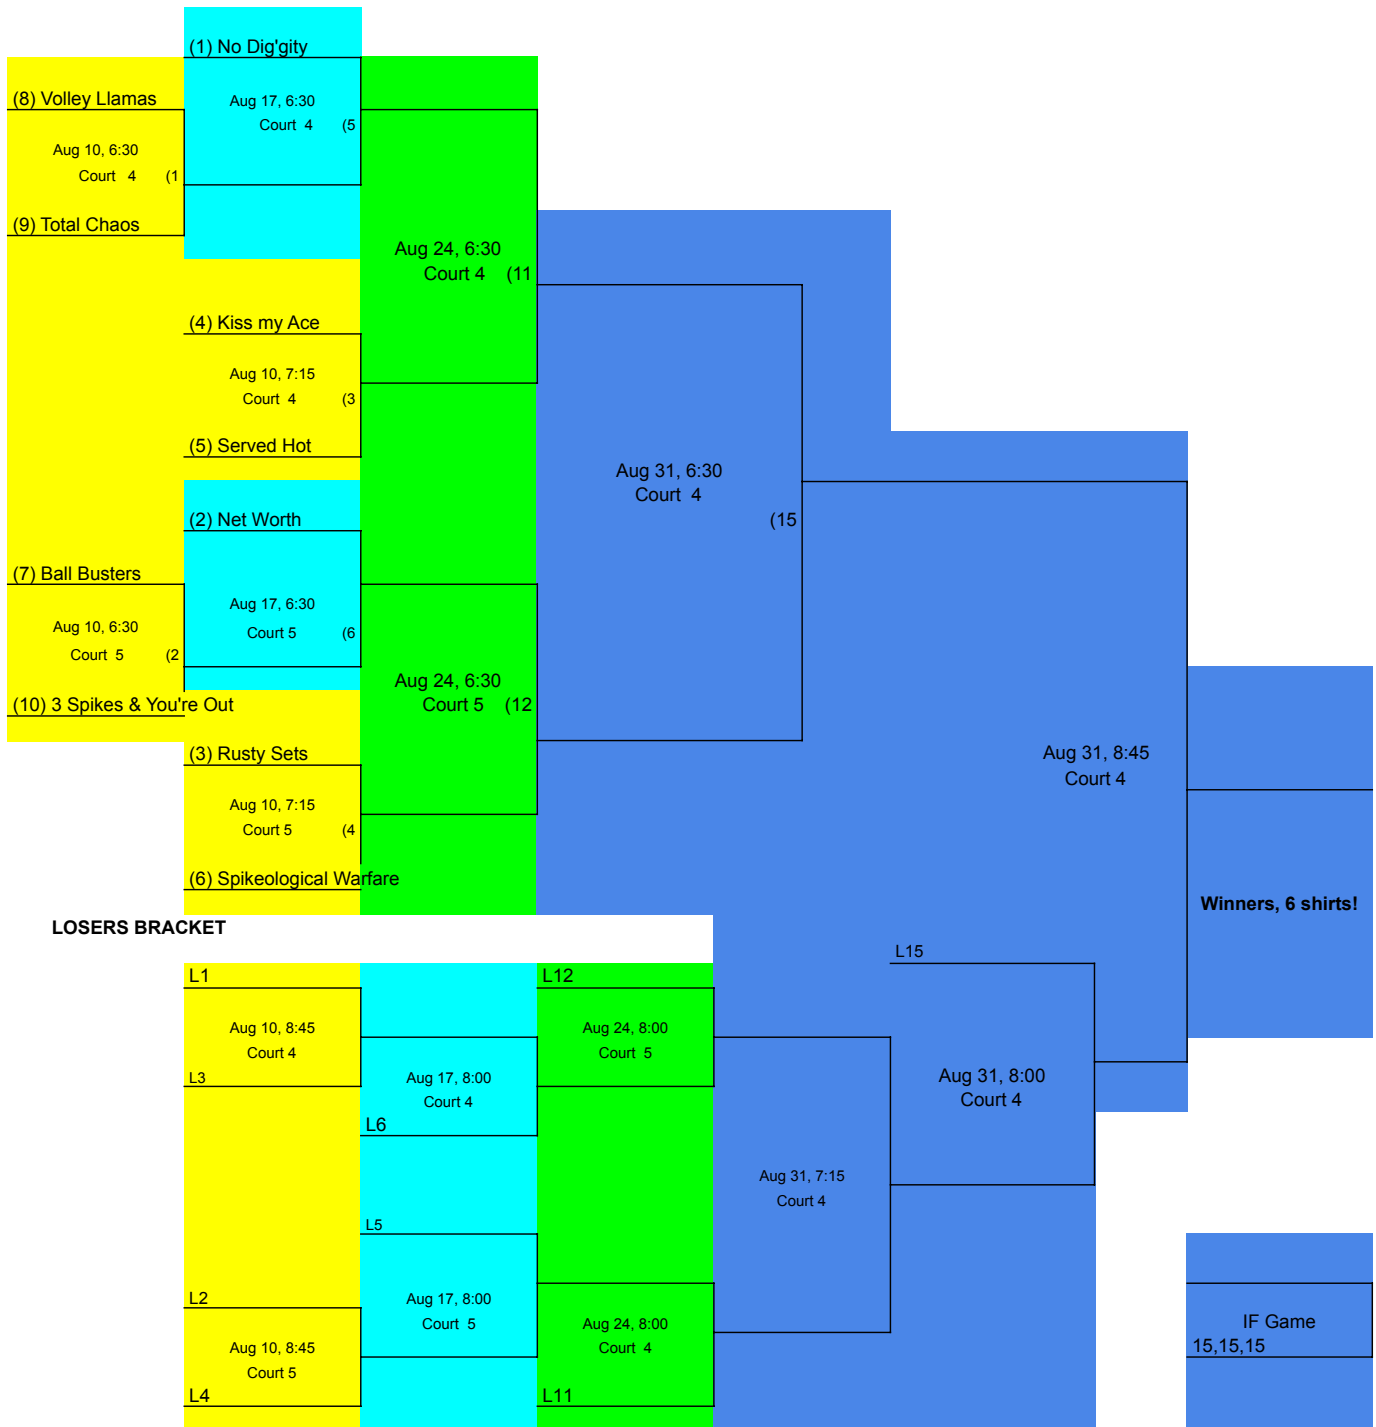 (1) No Dig'gity
(8) Volley Llamas
Aug 17, 6:30
Court 4 (5
Aug 10, 6:30
Court 4 (1
(9) Total Chaos
Aug 24, 6:30
Court 4 (11
(4) Kiss my Ace
Aug 10, 7:15
Court 4 (3
(5) Served Hot
Aug 31, 6:30
Court 4
(15
(2) Net Worth
(7) Ball Busters
Aug 17, 6:30
Court 5 (6
Aug 10, 6:30
Court 5 (2
(10) 3 Spikes & You're Out
Aug 24, 6:30
Court 5 (12
(3) Rusty Sets
Aug 31, 8:45
Court 4
Aug 10, 7:15
Court 5 (4
(6) Spikeological Warfare
Winners, 6 shirts!
LOSERS BRACKET
L15
L1
L12
Aug 10, 8:45
Court 4
Aug 24, 8:00
Court 5
L3
Aug 17, 8:00
Court 4
Aug 31, 8:00
Court 4
L6
Aug 31, 7:15
Court 4
L5
L2
Aug 17, 8:00
Court 5
Aug 24, 8:00
Court 4
IF Game
15,15,15
Aug 10, 8:45
Court 5
L4
L11